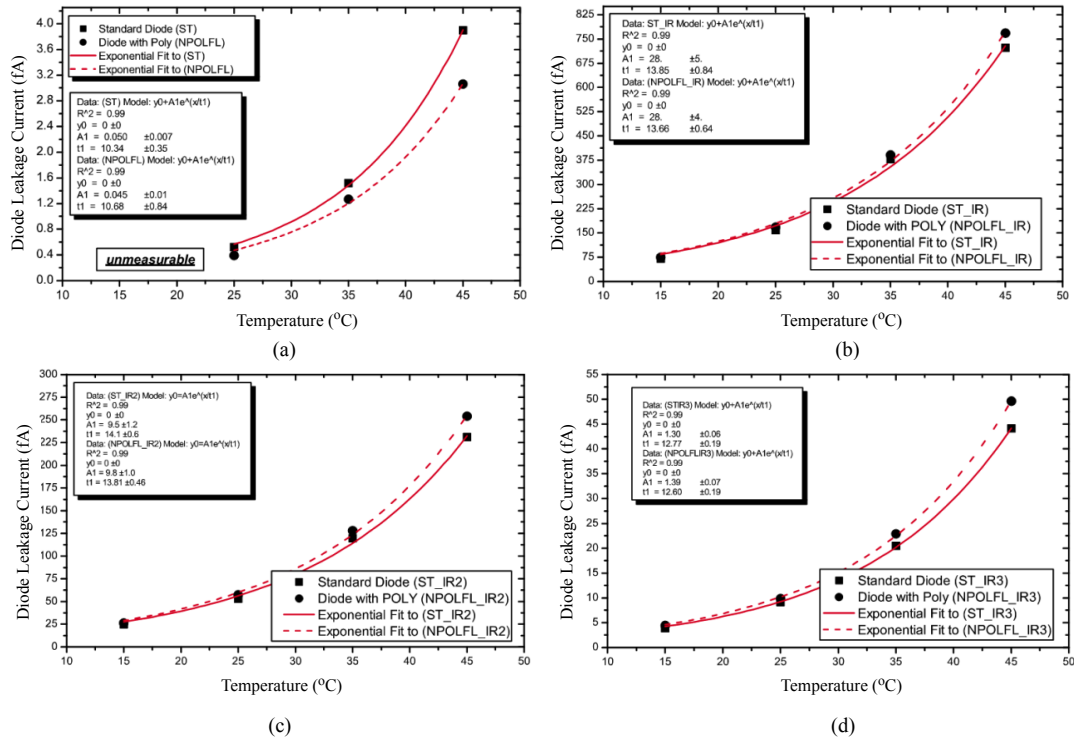 Diode Leakage Current (fA)
4.0
3.6
3.2
2.8
2.4
2.0
1.6
1.2
0.8
0.4
0.0
Standard Diode (ST)
Diode with Poly (NPOLFL)
Exponential Fit to (ST)
Exponential Fit to (NPOLFL)
Data: (ST) Model: y0+A1e^(x/t1)
R^2 = 0.99
y0 = 0 ±0
A1 = 0.050 ±0.007
t1 = 10.34 ±0.35
Data: (NPOLFL) Model: y0+A1e^(x/t1)
R^2 = 0.99
y0 = 0 ±0
A1 = 0.045 ±0.01
t1 = 10.68 ±0.84
unmeasurable
10 15 20 25 30 35 40 45 50
Temperature (°C)
(a)
Diode Leakage Current (fA)
825
750
675
600
525
450
375
300
225
150
75
0
Data: ST_IR Model: y0+A1e^(x/t1)
R^2 = 0.99
y0 = 0 ±0
A1 = 28. ±5.
t1 = 13.85 ±0.84
Data: (NPOLFL_IR) Model: y0+A1e^(x/t1)
R^2 = 0.99
y0 = 0 ±0
A1 = 28. ±4.
t1 = 13.66 ±0.64
Standard Diode (ST_IR)
Diode with POLY (NPOLFL_IR)
Exponential Fit to (ST_IR)
Exponential Fit to (NPOLFL_IR)
10 15 20 25 30 35 40 45 50
Temperature (°C)
(b)
Diode Leakage Current (fA)
300
275
250
225
200
175
150
125
100
75
50
25
0
Data: (ST_IR2) Model: y0=A1e^(x/t1)
R^2 = 0.99
y0 = 0 ±0
A1 = 9.5 ±1.2
t1 = 14.1 ±0.6
Data: (NPOLFL_IR2) Model: y0=A1e^(x/t1)
R^2 = 0.99
y0 = 0 ±0
A1 = 9.8 ±1.0
t1 = 13.81 ±0.46
Standard Diode (ST_IR2)
Diode with POLY (NPOLFL_IR2)
Exponential Fit to (ST_IR2)
Exponential Fit to (NPOLFL_IR2)
10 15 20 25 30 35 40 45 50
Temperature (°C)
(c)
Diode Leakage Current (fA)
55
50
45
40
35
30
25
20
15
10
5
0
Data: (STIR3) Model: y0+A1e^(x/t1)
R^2 = 0.99
y0 = 0 ±0
A1 = 1.30 ±0.06
t1 = 12.77 ±0.19
Data: (NPOLFLIR3) Model: y0+A1e^(x/t1)
R^2 = 0.99
y0 = 0 ±0
A1 = 1.39 ±0.07
t1 = 12.60 ±0.19
Standard Diode (ST_IR3)
Diode with Poly (NPOLFL_IR3)
Exponential Fit to (ST_IR3)
Exponential Fit to (NPOLFL_IR3)
10 15 20 25 30 35 40 45 50
Temperature (°C)
(d)